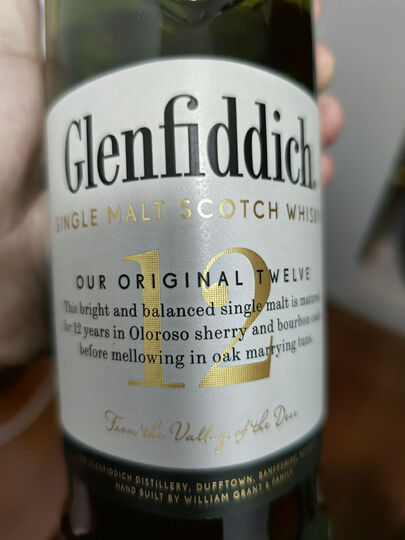 Glenfiddich
SINGLE MALT SCOTCH WHISKY
12
OUR ORIGINAL TWELVE
This bright and balanced single malt is matured
for 12 years in Oloroso sherry and bourbon casks
before mellowing in oak marrying tuns.
From the Valley of the Deer
GLENFIDDICH DISTILLERY, DUFFTOWN, BANFFSHIRE,
HAND BUILT BY WILLIAM GRANT & FAMILY